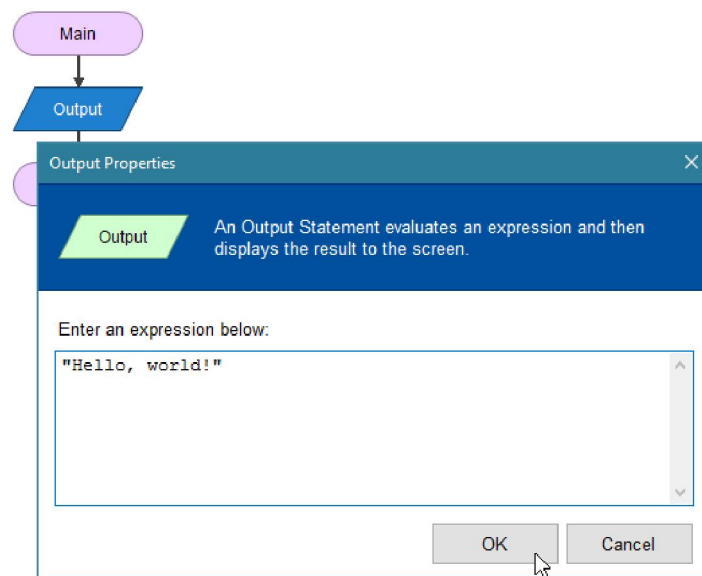 Main
Output
Output Properties
Output
An Output Statement evaluates an expression and then
displays the result to the screen.
Enter an expression below:
"Hello, world!"
OK
Cancel